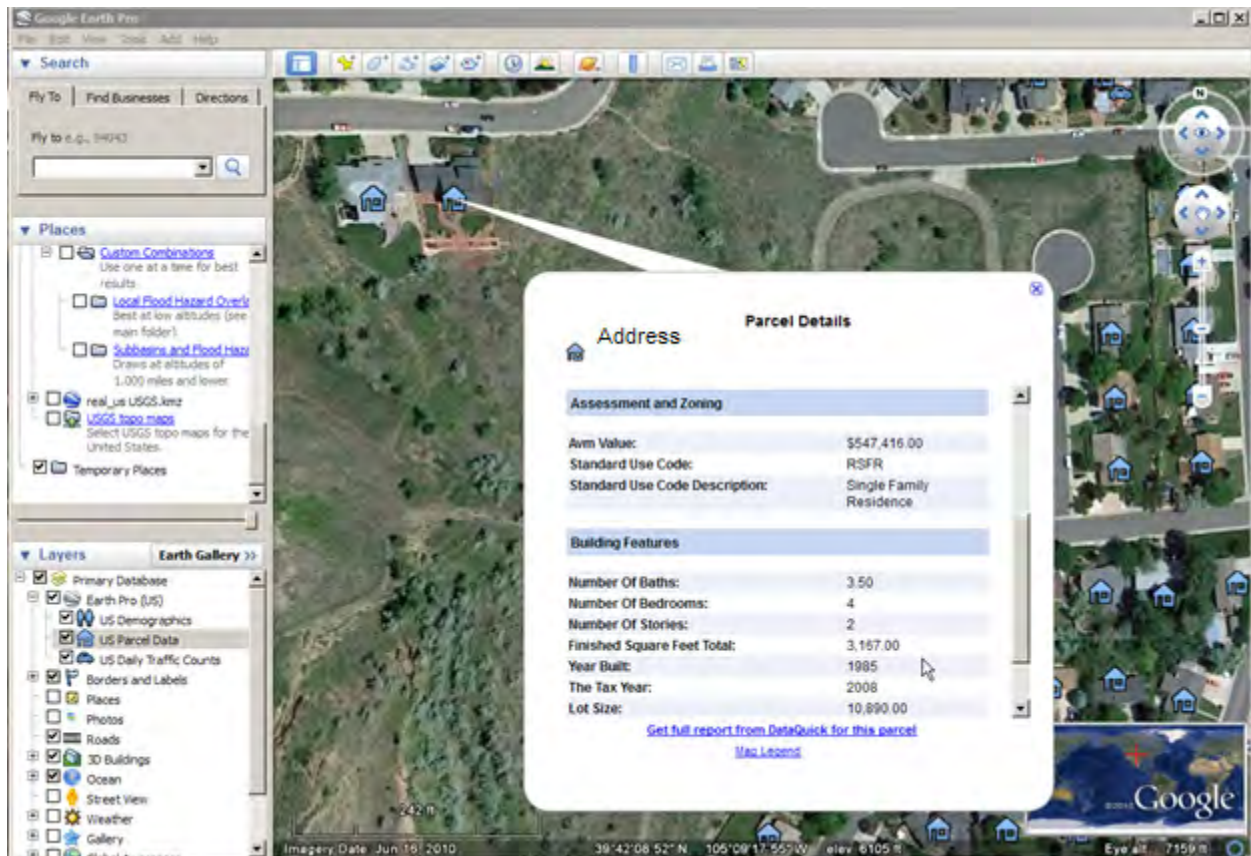 Google Earth Pro
File Edit View Tools Add Help
Search
Fly To Find Businesses Directions
Fly to e.g., 94043
Places
Custom Combinations
Use one at a time for best
results
Local Flood Hazard Overla
Best at low altitudes (see
main folder)
Subbasins and Flood Haza
Draws at altitudes of
1,000 miles and lower
real_us USGS.kmz
USGS topo maps
Select USGS topo maps for the
United States.
Temporary Places
Layers Earth Gallery >>
Primary Database
Earth Pro (US)
US Demographics
US Parcel Data
US Daily Traffic Counts
Borders and Labels
Places
Photos
Roads
3D Buildings
Ocean
Street View
Weather
Gallery
N
Parcel Details
Address
Assessment and Zoning
Avm Value: $547,416.00
Standard Use Code: RSFR
Standard Use Code Description: Single Family
Residence
Building Features
Number Of Baths: 3.50
Number Of Bedrooms: 4
Number Of Stories: 2
Finished Square Feet Total: 3,167.00
Year Built: 1985
The Tax Year: 2008
Lot Size: 10,890.00
Get full report from DataQuick for this parcel
Map Legend
242 ft
©2010 Google
Imagery Date: Jun 16, 2010 39°42'08.52" N 105°09'17.55" W elev 6105 ft Eye alt 7159 ft